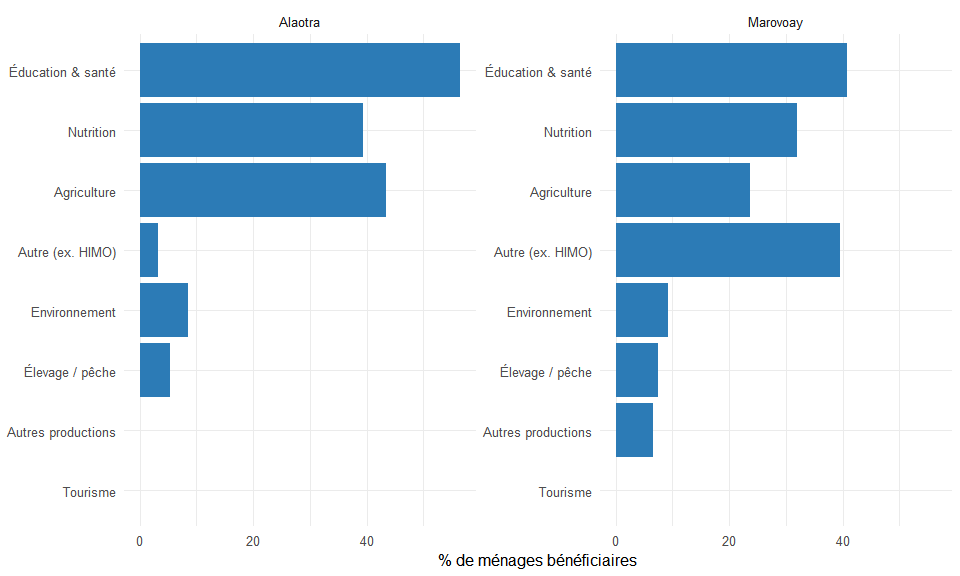 Alaotra
Marovoay
Éducation & santé
Nutrition
Agriculture
Autre (ex. HIMO)
Environnement
Élevage / pêche
Autres productions
Tourisme
Éducation & santé
Nutrition
Agriculture
Autre (ex. HIMO)
Environnement
Élevage / pêche
Autres productions
Tourisme
0 20 40
0 20 40
% de ménages bénéficiaires